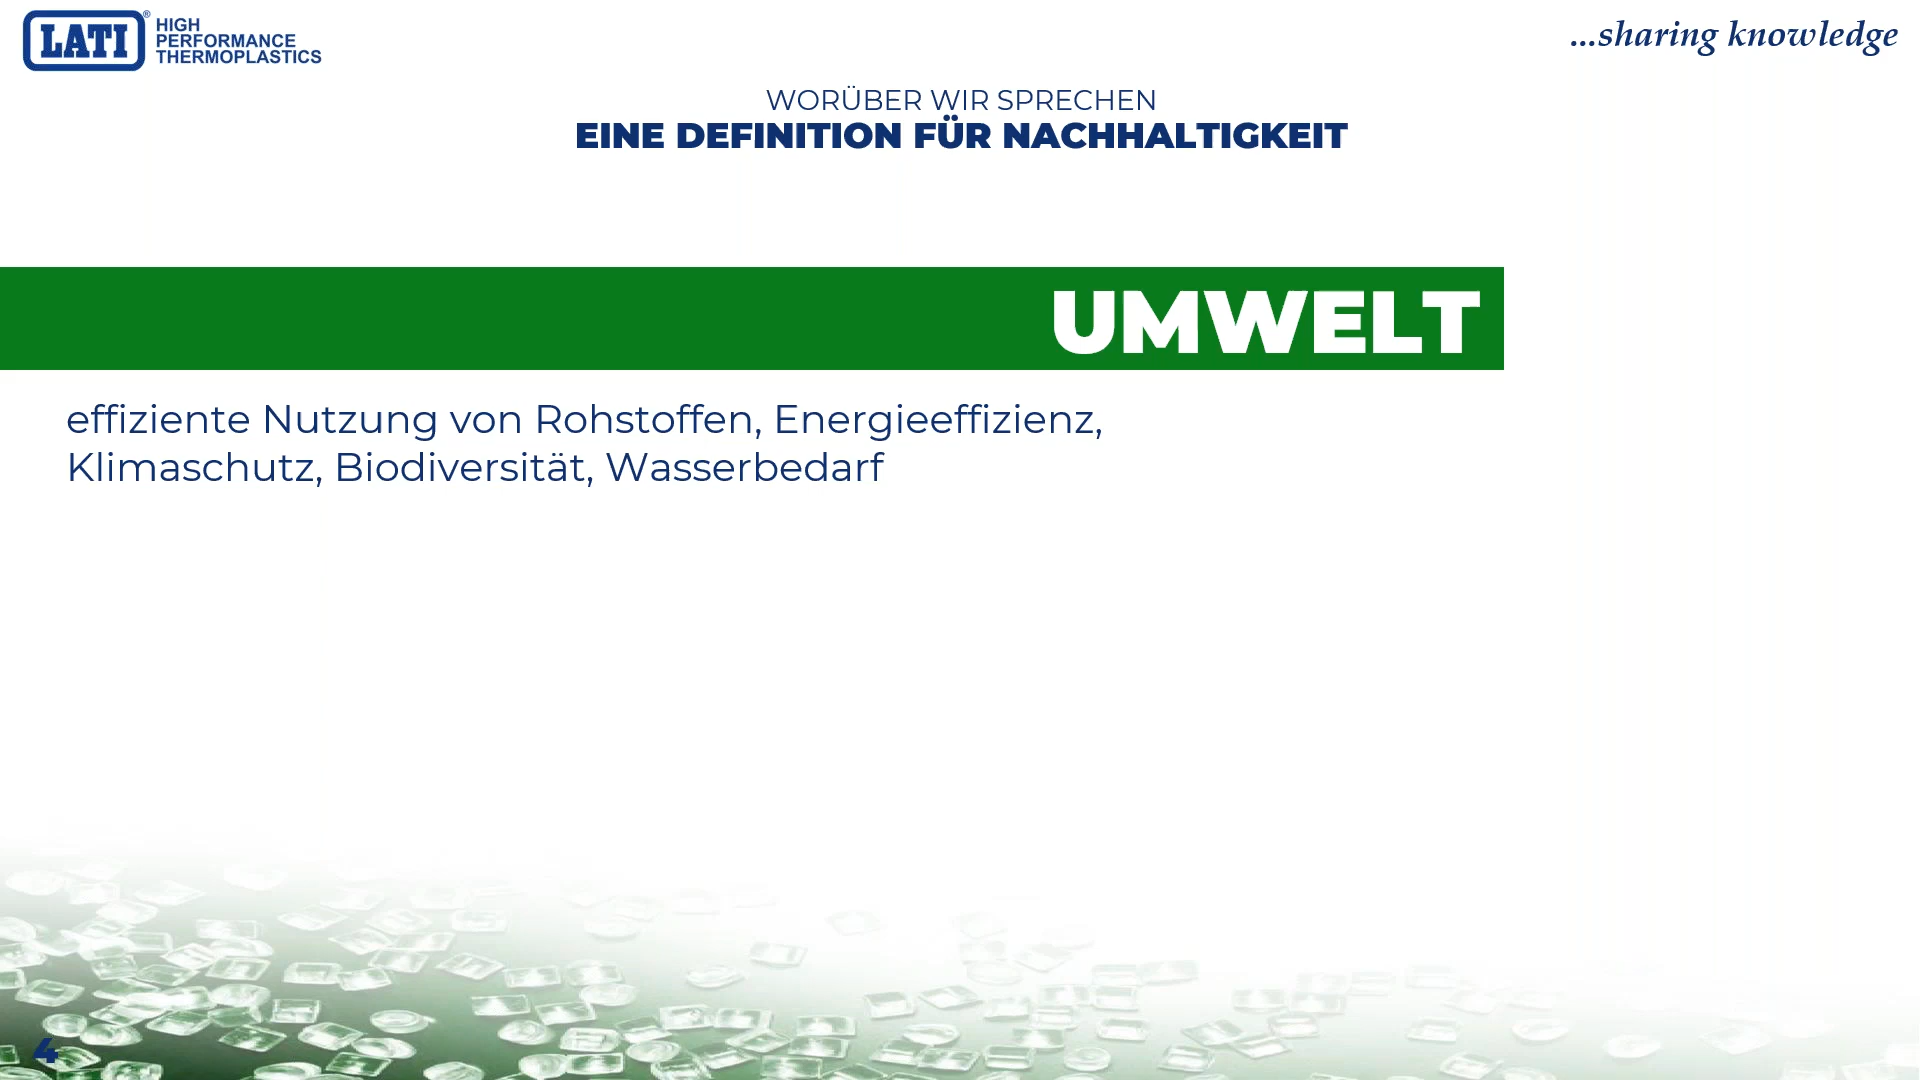 LATI®
HIGH
PERFORMANCE
THERMOPLASTICS
...sharing knowledge
WORÜBER WIR SPRECHEN
EINE DEFINITION FÜR NACHHALTIGKEIT
UMWELT
effiziente Nutzung von Rohstoffen, Energieeffizienz,
Klimaschutz, Biodiversität, Wasserbedarf
4